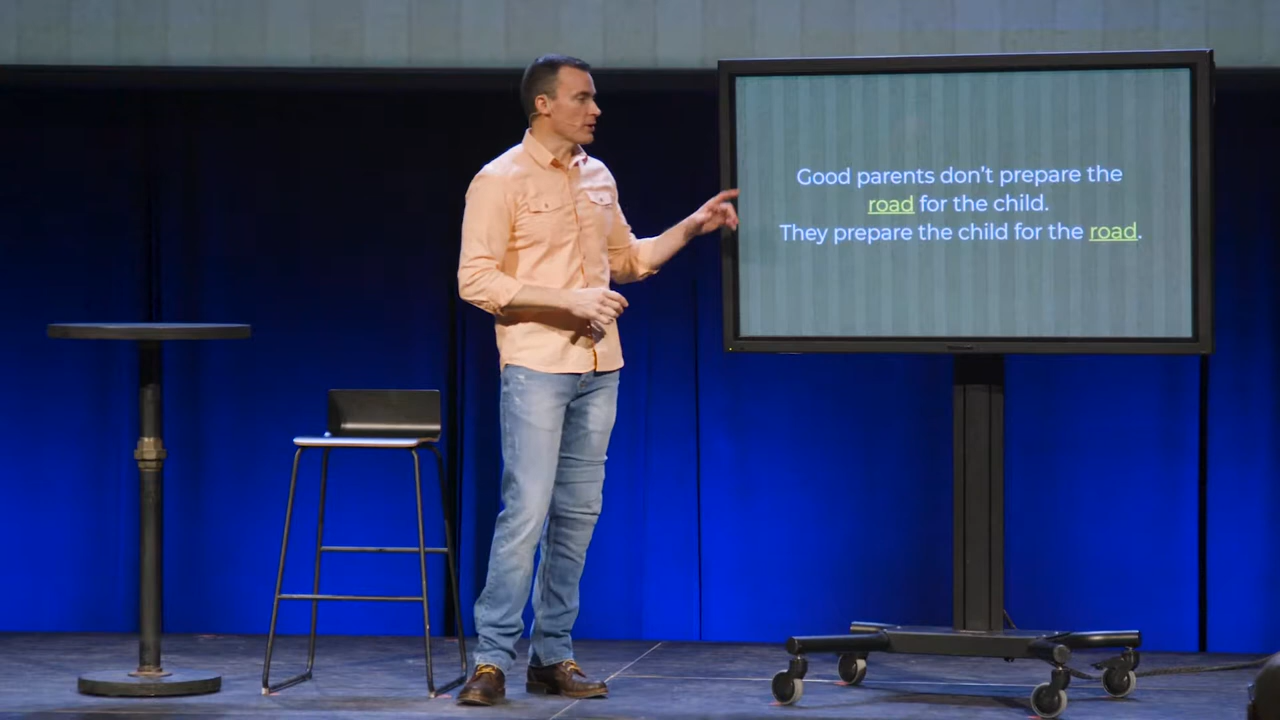 Good parents don't prepare the
road for the child.
They prepare the child for the road.